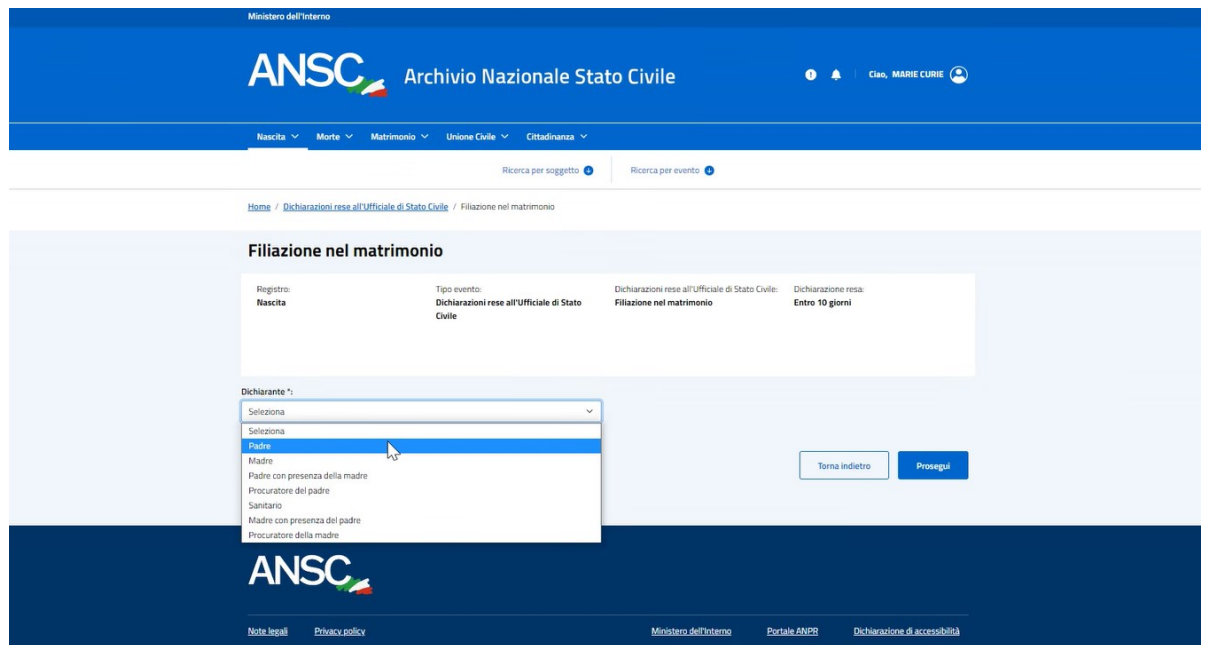 Ministero dell'Interno
ANSC Archivio Nazionale Stato Civile
Ciao, MARIE CURIE
Nascita Morte Matrimonio Unione Civile Cittadinanza
Ricerca per soggetto Ricerca per evento
Home / Dichiarazioni rese all'Ufficiale di Stato Civile / Filiazione nel matrimonio
Filiazione nel matrimonio
Registro: Tipo evento: Dichiarazioni rese all'Ufficiale di Stato Civile: Dichiarazione resa:
Nascita Dichiarazioni rese all'Ufficiale di Stato Filiazione nel matrimonio Entro 10 giorni
Civile
Dichiarante *:
Seleziona
Seleziona
Padre
Madre
Padre con presenza della madre
Procuratore del padre
Sanitario
Madre con presenza del padre
Procuratore della madre
Torna indietro Prosegui
ANSC
Note legali Privacy policy Ministero dell'Interno Portale ANPR Dichiarazione di accessibilità